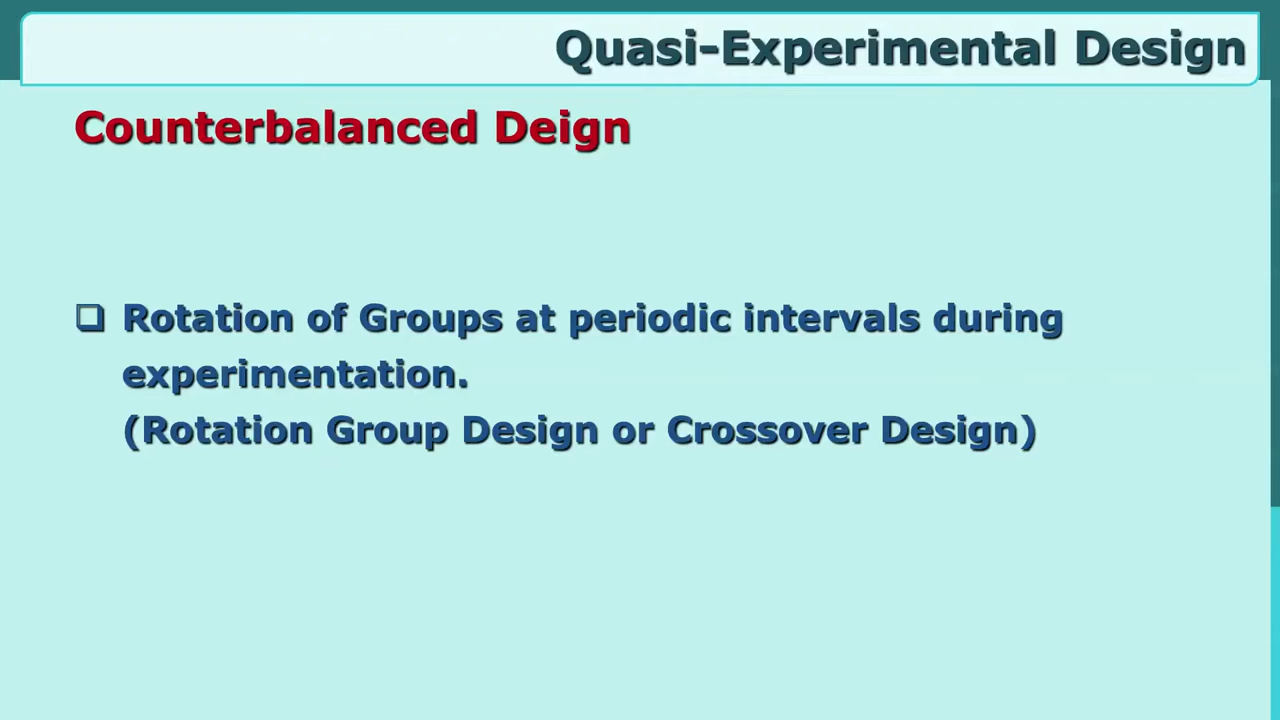 Quasi-Experimental Design
Counterbalanced Deign
❑ Rotation of Groups at periodic intervals during
experimentation.
(Rotation Group Design or Crossover Design)